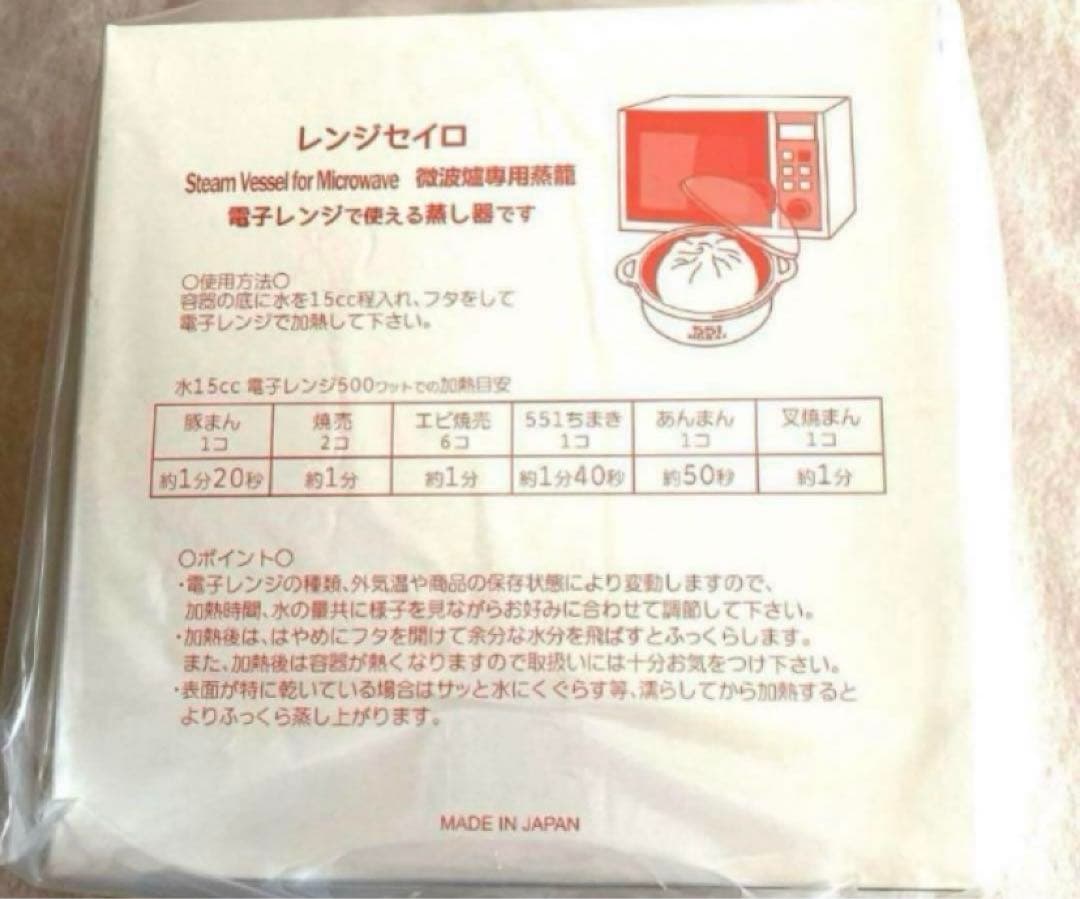 レンジセイロ
Steam Vessel for Microwave 微波爐專用蒸籠
電子レンジで使える蒸し器です
551
HORAI
〇使用方法〇
容器の底に水を15cc程入れ、フタをして
電子レンジで加熱して下さい。
水15cc 電子レンジ500ワットでの加熱目安
豚まん 焼売 エビ焼売 551ちまき あんまん 叉焼まん
1コ 2コ 6コ 1コ 1コ 1コ
約1分20秒 約1分 約1分 約1分40秒 約50秒 約1分
〇ポイント〇
・電子レンジの種類、外気温や商品の保存状態により変動しますので、
加熱時間、水の量共に様子を見ながらお好みに合わせて調節して下さい。
・加熱後は、はやめにフタを開けて余分な水分を飛ばすとふっくらします。
また、加熱後は容器が熱くなりますので取扱いには十分お気をつけ下さい。
・表面が特に乾いている場合はサッと水にくぐらす等、濡らしてから加熱すると
よりふっくら蒸し上がります。
MADE IN JAPAN